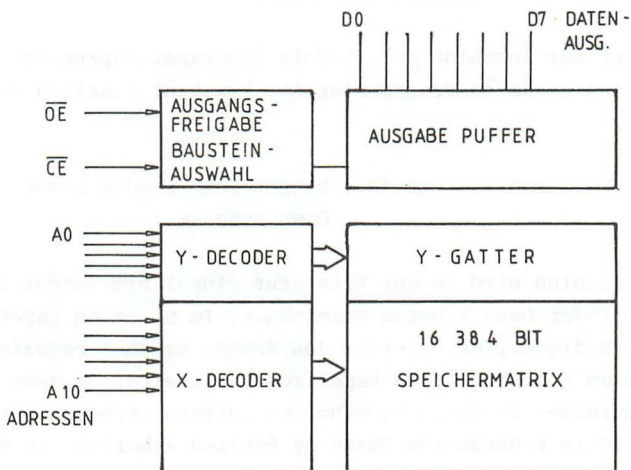 D0 D7 DATEN-
AUSG.
OE
AUSGANGS-
FREIGABE
AUSGABE PUFFER
CE
BAUSTEIN-
AUSWAHL
A0
Y-DECODER
Y-GATTER
16 384 BIT
X-DECODER
SPEICHERMATRIX
A10
ADRESSEN